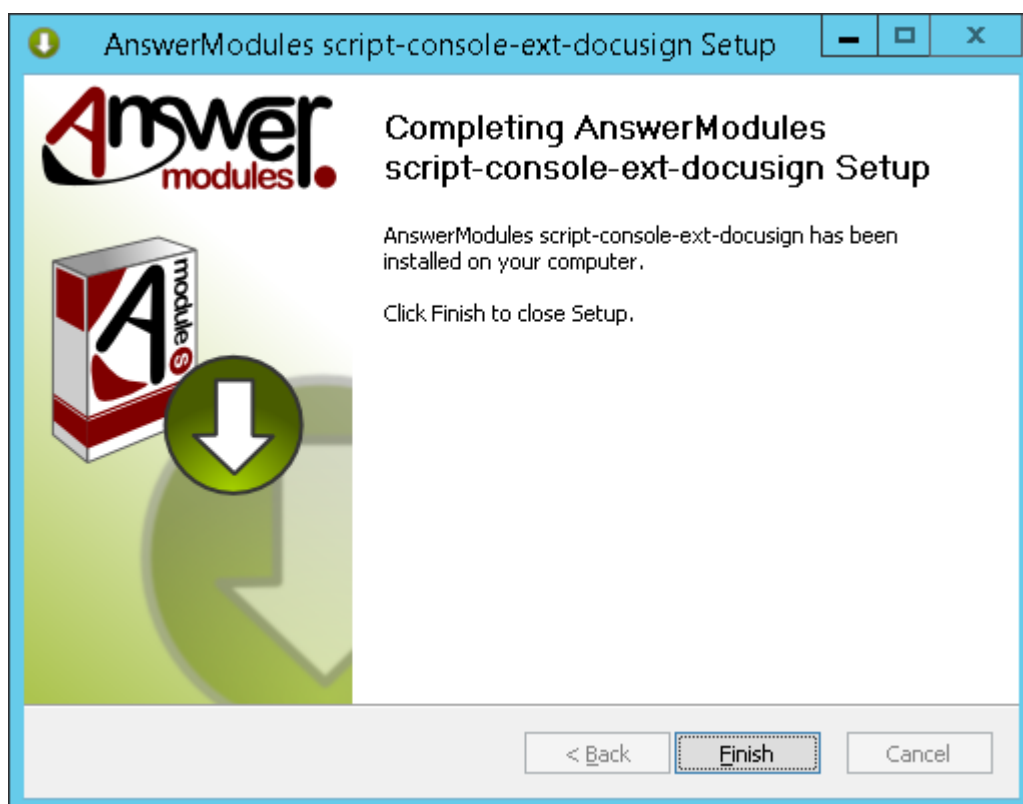 AnswerModules script-console-ext-docusign Setup
Answer
modules
Completing AnswerModules
script-console-ext-docusign Setup
AnswerModules script-console-ext-docusign has been
installed on your computer.
Click Finish to close Setup.
A
module s
< Back
Finish
Cancel